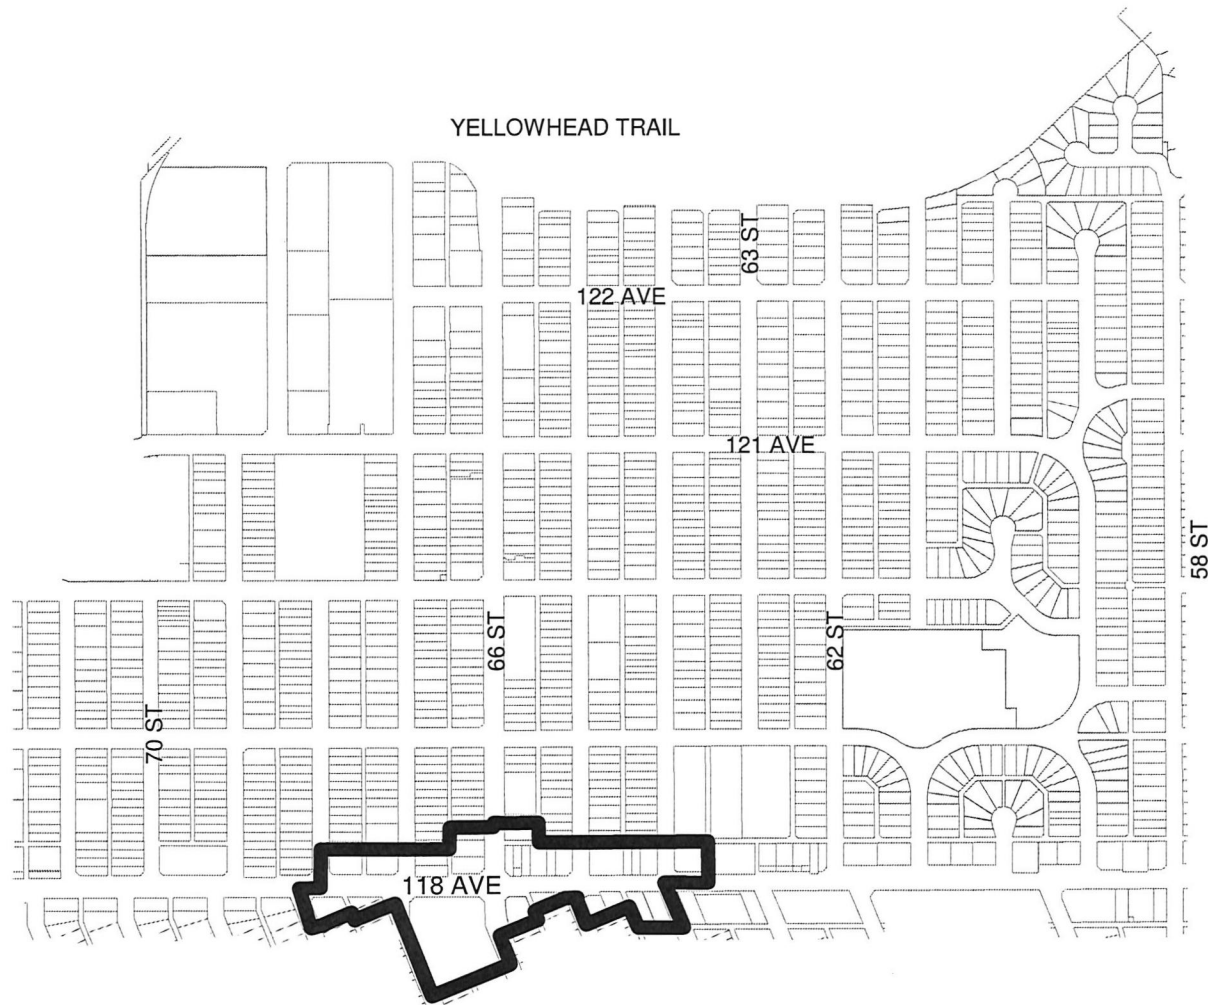 YELLOWHEAD TRAIL
63 ST
122 AVE
121 AVE
58 ST
66 ST
62 ST
70 ST
118 AVE